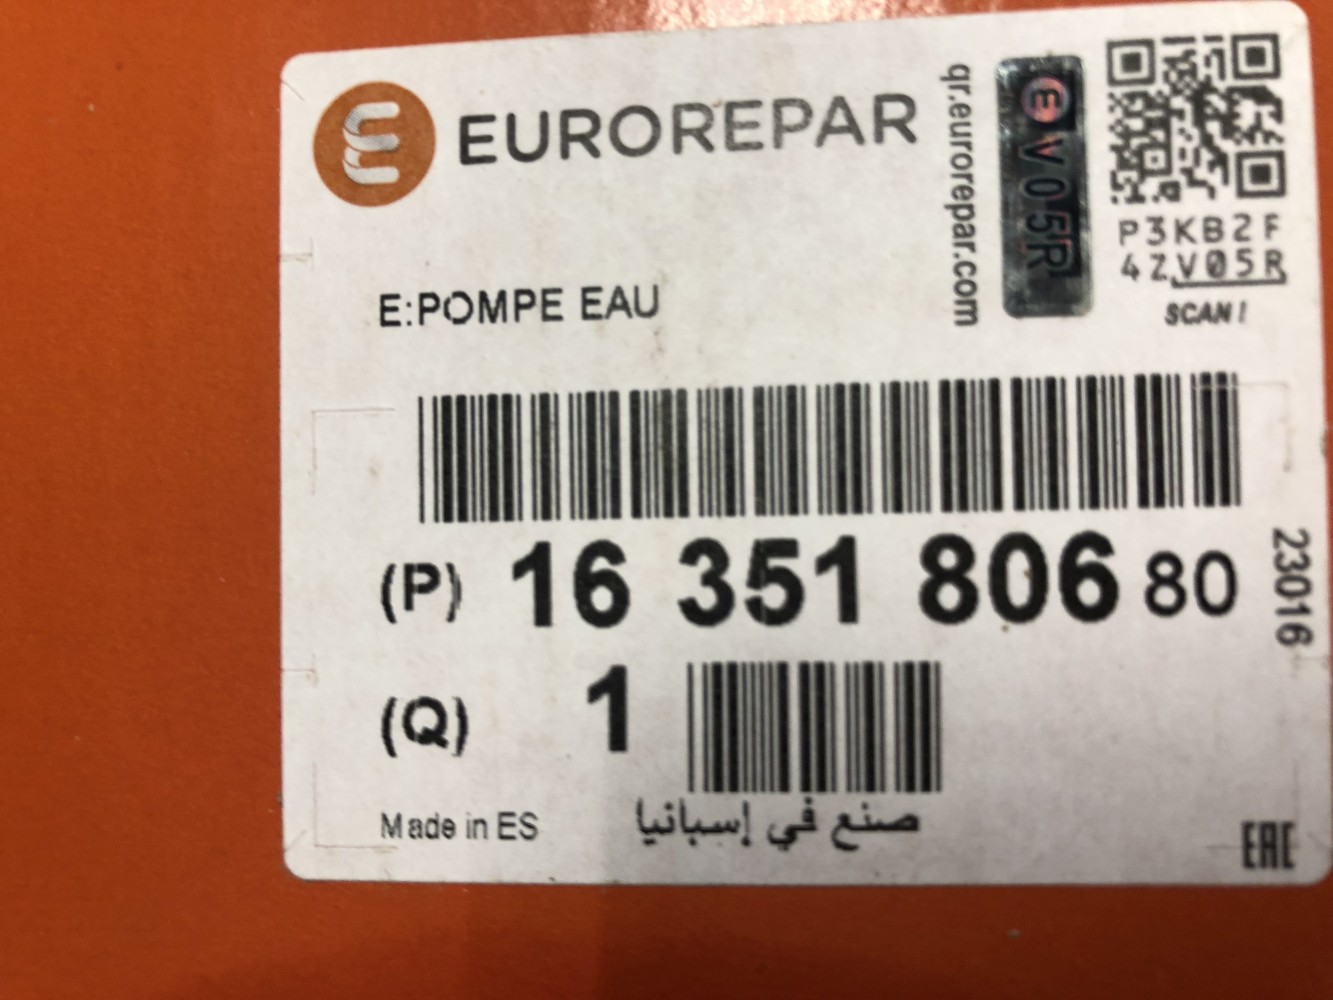 EUROREPAR
qr.eurorepar.com
V05R
P3KB2F
4ZV05R
SCAN!
E:POMPE EAU
(P) 16 351 806 80
23016
(Q) 1
Made in ES صنع في إسبانيا
EAC